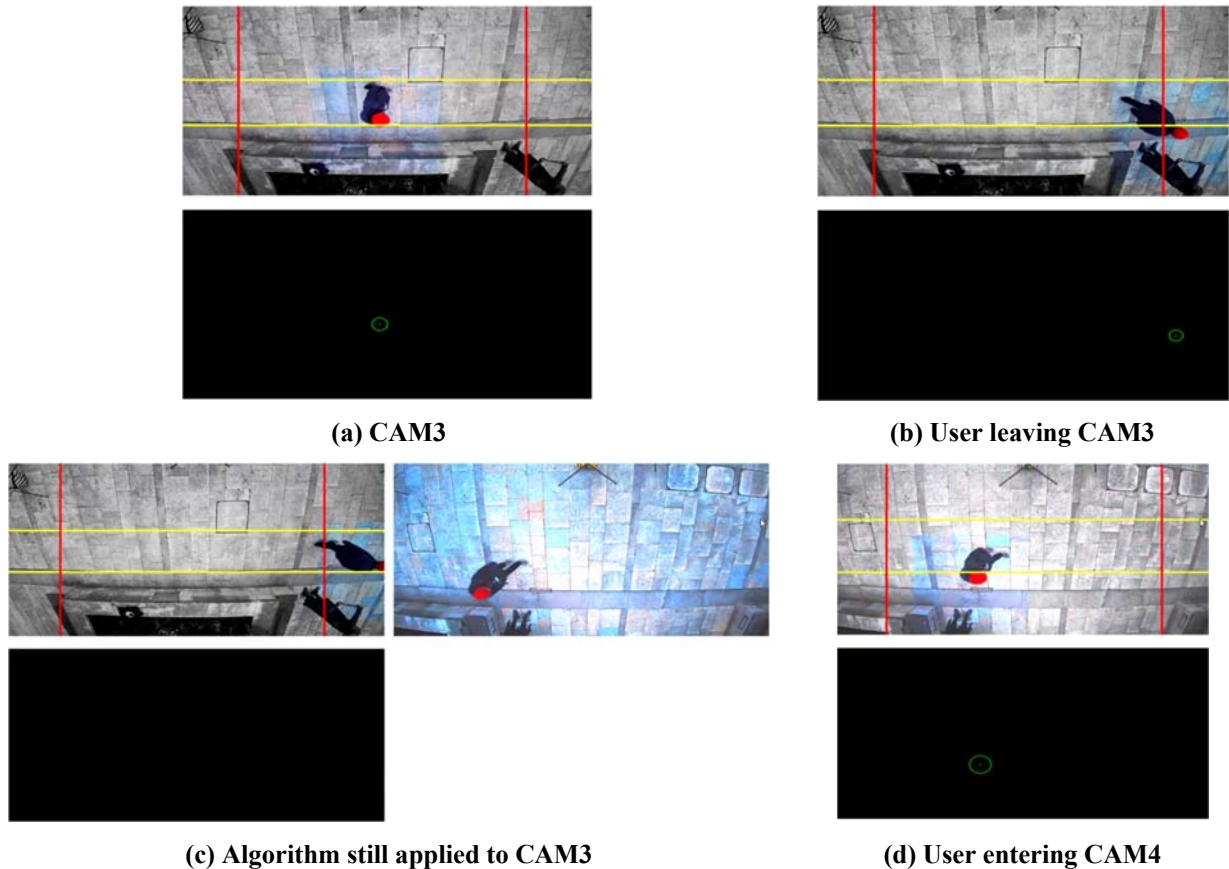 (a) CAM3
(b) User leaving CAM3
(c) Algorithm still applied to CAM3
(d) User entering CAM4